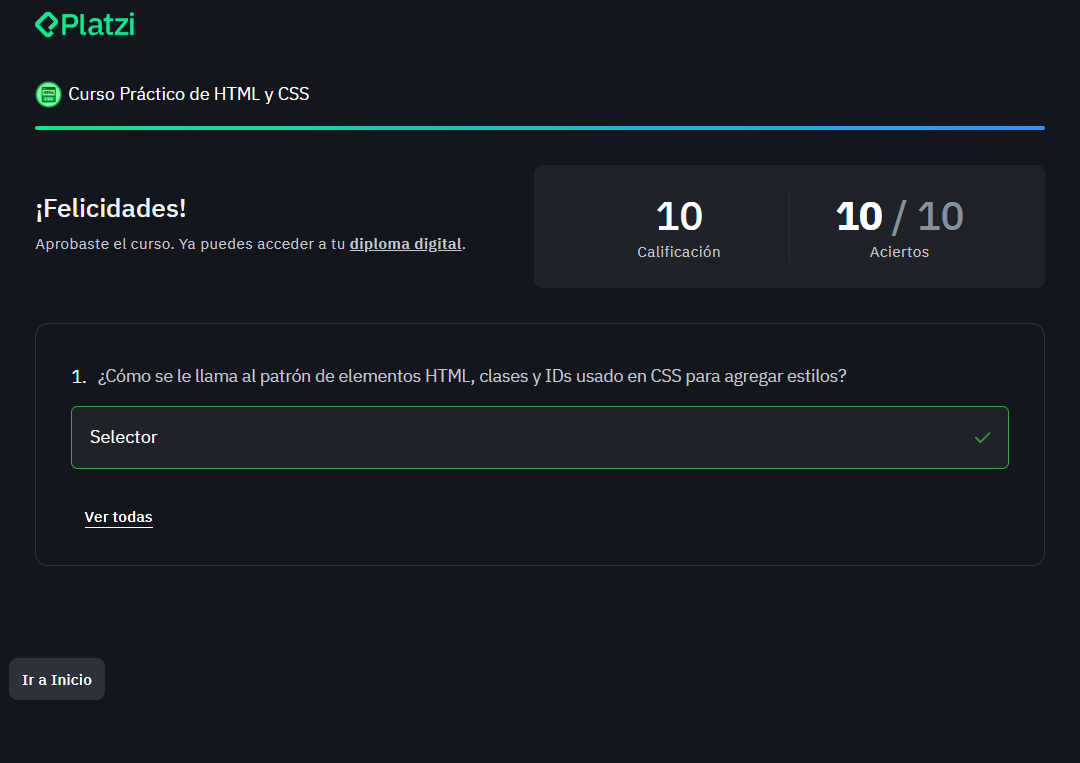 Platzi
Curso Práctico de HTML y CSS
¡Felicidades!
Aprobaste el curso. Ya puedes acceder a tu diploma digital.
10
Calificación
10 / 10
Aciertos
1. ¿Cómo se le llama al patrón de elementos HTML, clases y IDs usado en CSS para agregar estilos?
Selector
Ver todas
Ir a Inicio